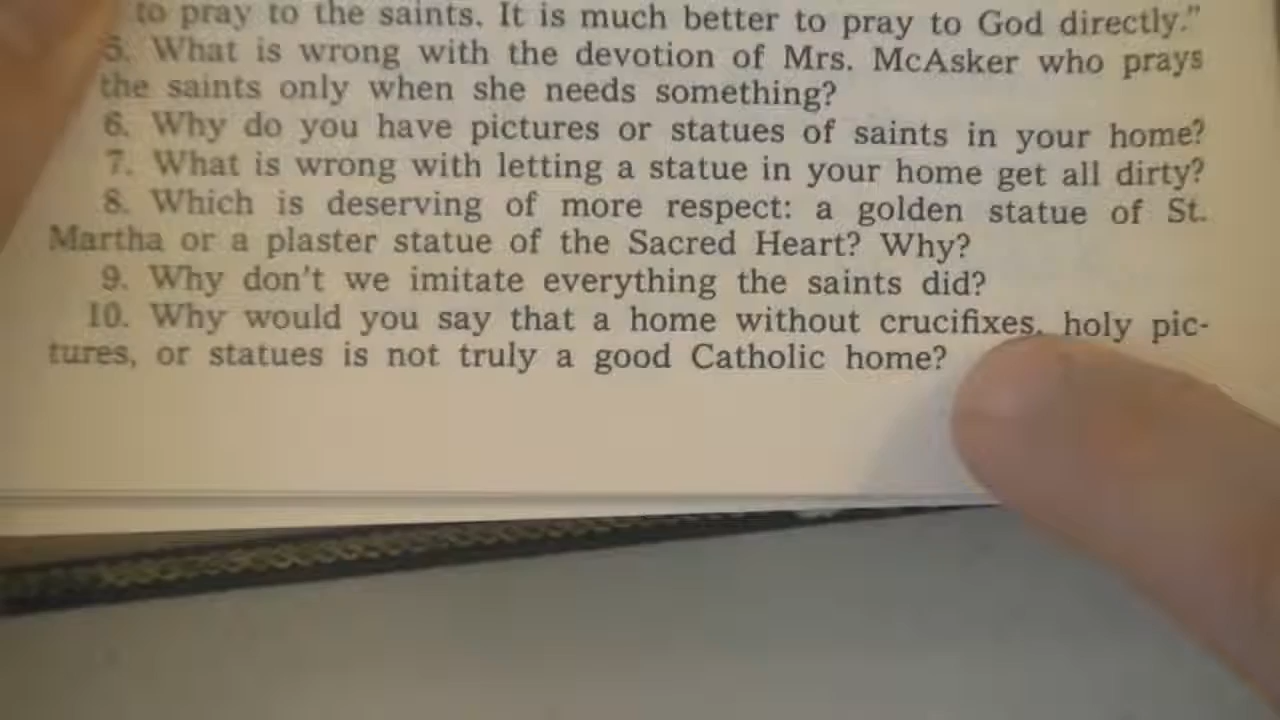 to pray to the saints. It is much better to pray to God directly."
5. What is wrong with the devotion of Mrs. McAsker who prays
the saints only when she needs something?
6. Why do you have pictures or statues of saints in your home?
7. What is wrong with letting a statue in your home get all dirty?
8. Which is deserving of more respect: a golden statue of St.
Martha or a plaster statue of the Sacred Heart? Why?
9. Why don't we imitate everything the saints did?
10. Why would you say that a home without crucifixes, holy pic-
tures, or statues is not truly a good Catholic home?